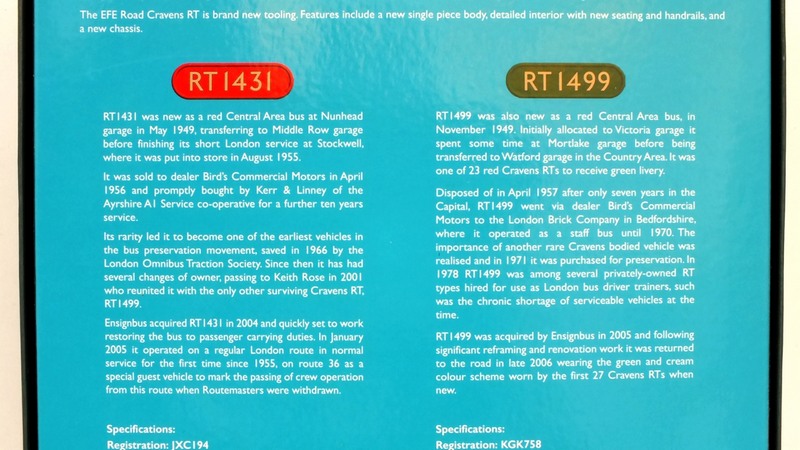 The EFE Road Cravens RT is brand new tooling. Features include a new single piece body, detailed interior with new seating and handrails, and
a new chassis.
RT1431
RT1431 was new as a red Central Area bus at Nunhead
garage in May 1949, transferring to Middle Row garage
before finishing its short London service at Stockwell,
where it was put into store in August 1955.
It was sold to dealer Bird's Commercial Motors in April
1956 and promptly bought by Kerr & Linney of the
Ayrshire A1 Service co-operative for a further ten years
service.
Its rarity led it to become one of the earliest vehicles in
the bus preservation movement, saved in 1966 by the
London Omnibus Traction Society. Since then it has had
several changes of owner, passing to Keith Rose in 2001
who reunited it with the only other surviving Cravens RT,
RT1499.
Ensignbus acquired RT1431 in 2004 and quickly set to work
restoring the bus to passenger carrying duties. In January
2005 it operated on a regular London route in normal
service for the first time since 1955, on route 36 as a
special guest vehicle to mark the passing of crew operation
from this route when Routemasters were withdrawn.
Specifications:
Registration: JXC194
RT1499
RT1499 was also new as a red Central Area bus, in
November 1949. Initially allocated to Victoria garage it
spent some time at Mortlake garage before being
transferred to Watford garage in the Country Area. It was
one of 23 red Cravens RTs to receive green livery.
Disposed of in April 1957 after only seven years in the
Capital, RT1499 went via dealer Bird's Commercial
Motors to the London Brick Company in Bedfordshire,
where it operated as a staff bus until 1970. The
importance of another rare Cravens bodied vehicle was
realised and in 1971 it was purchased for preservation. In
1978 RT1499 was among several privately-owned RT
types hired for use as London bus driver trainers, such
was the chronic shortage of serviceable vehicles at the
time.
RT1499 was acquired by Ensignbus in 2005 and following
significant reframing and renovation work it was returned
to the road in late 2006 wearing the green and cream
colour scheme worn by the first 27 Cravens RTs when
new.
Specifications:
Registration: KGK758